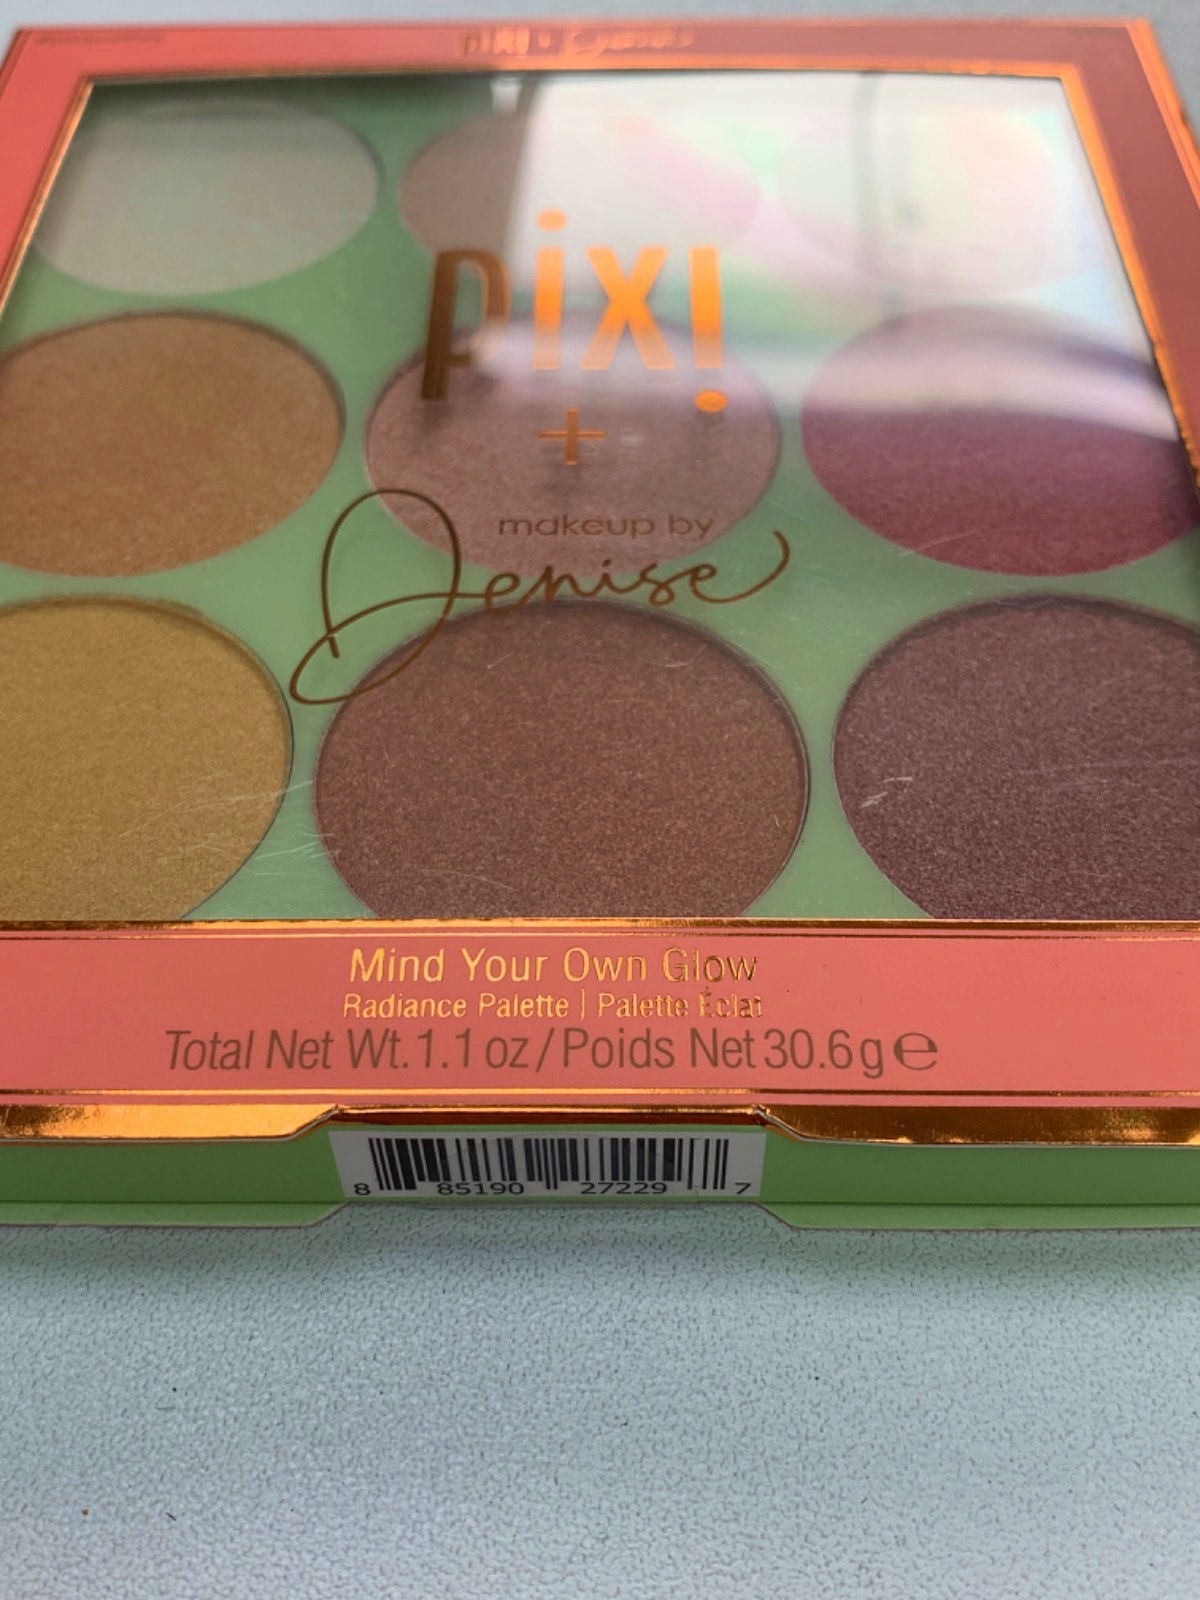 pixi
+
makeup by
Denise
Mind Your Own Glow
Radiance Palette | Palette Éclat
Total Net Wt. 1.1 oz / Poids Net 30.6 g ℮
8 85190 27229 7